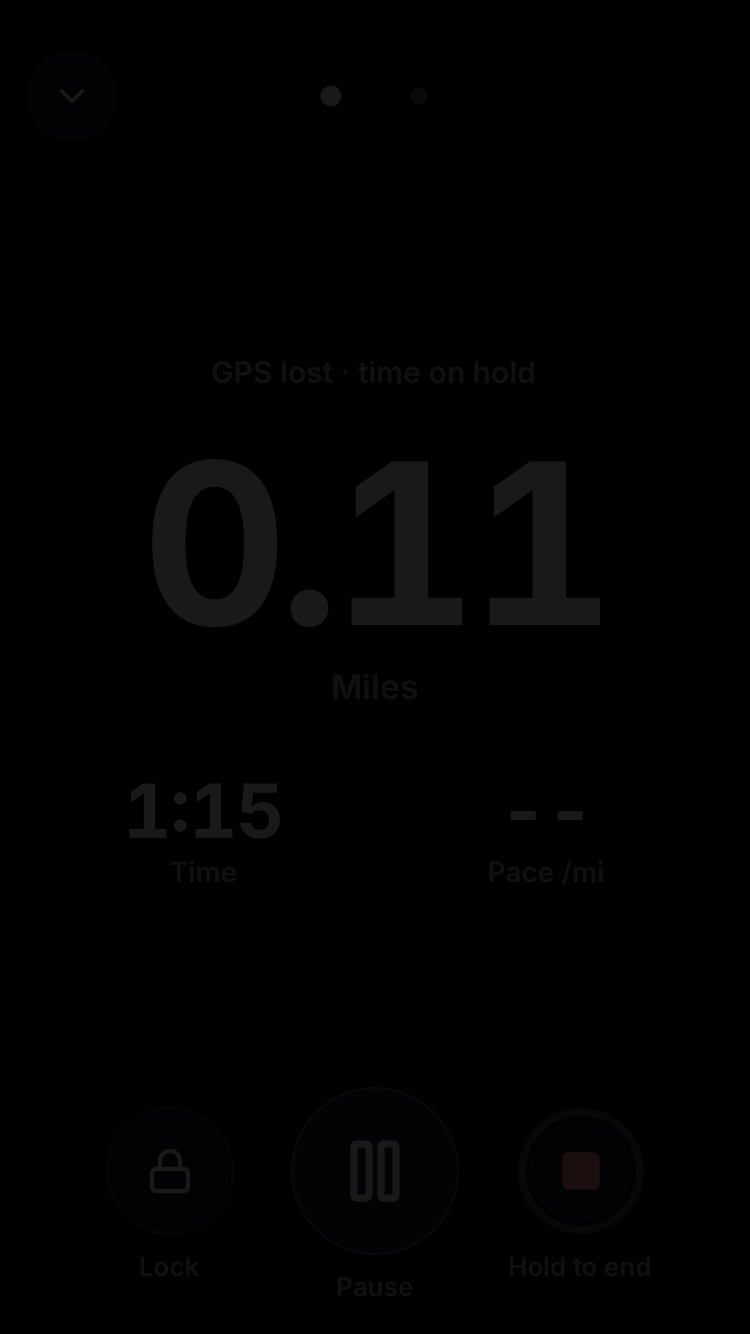 GPS lost · time on hold
0.11
Miles
1:15
- -
Time
Pace /mi
Lock
Pause
Hold to end